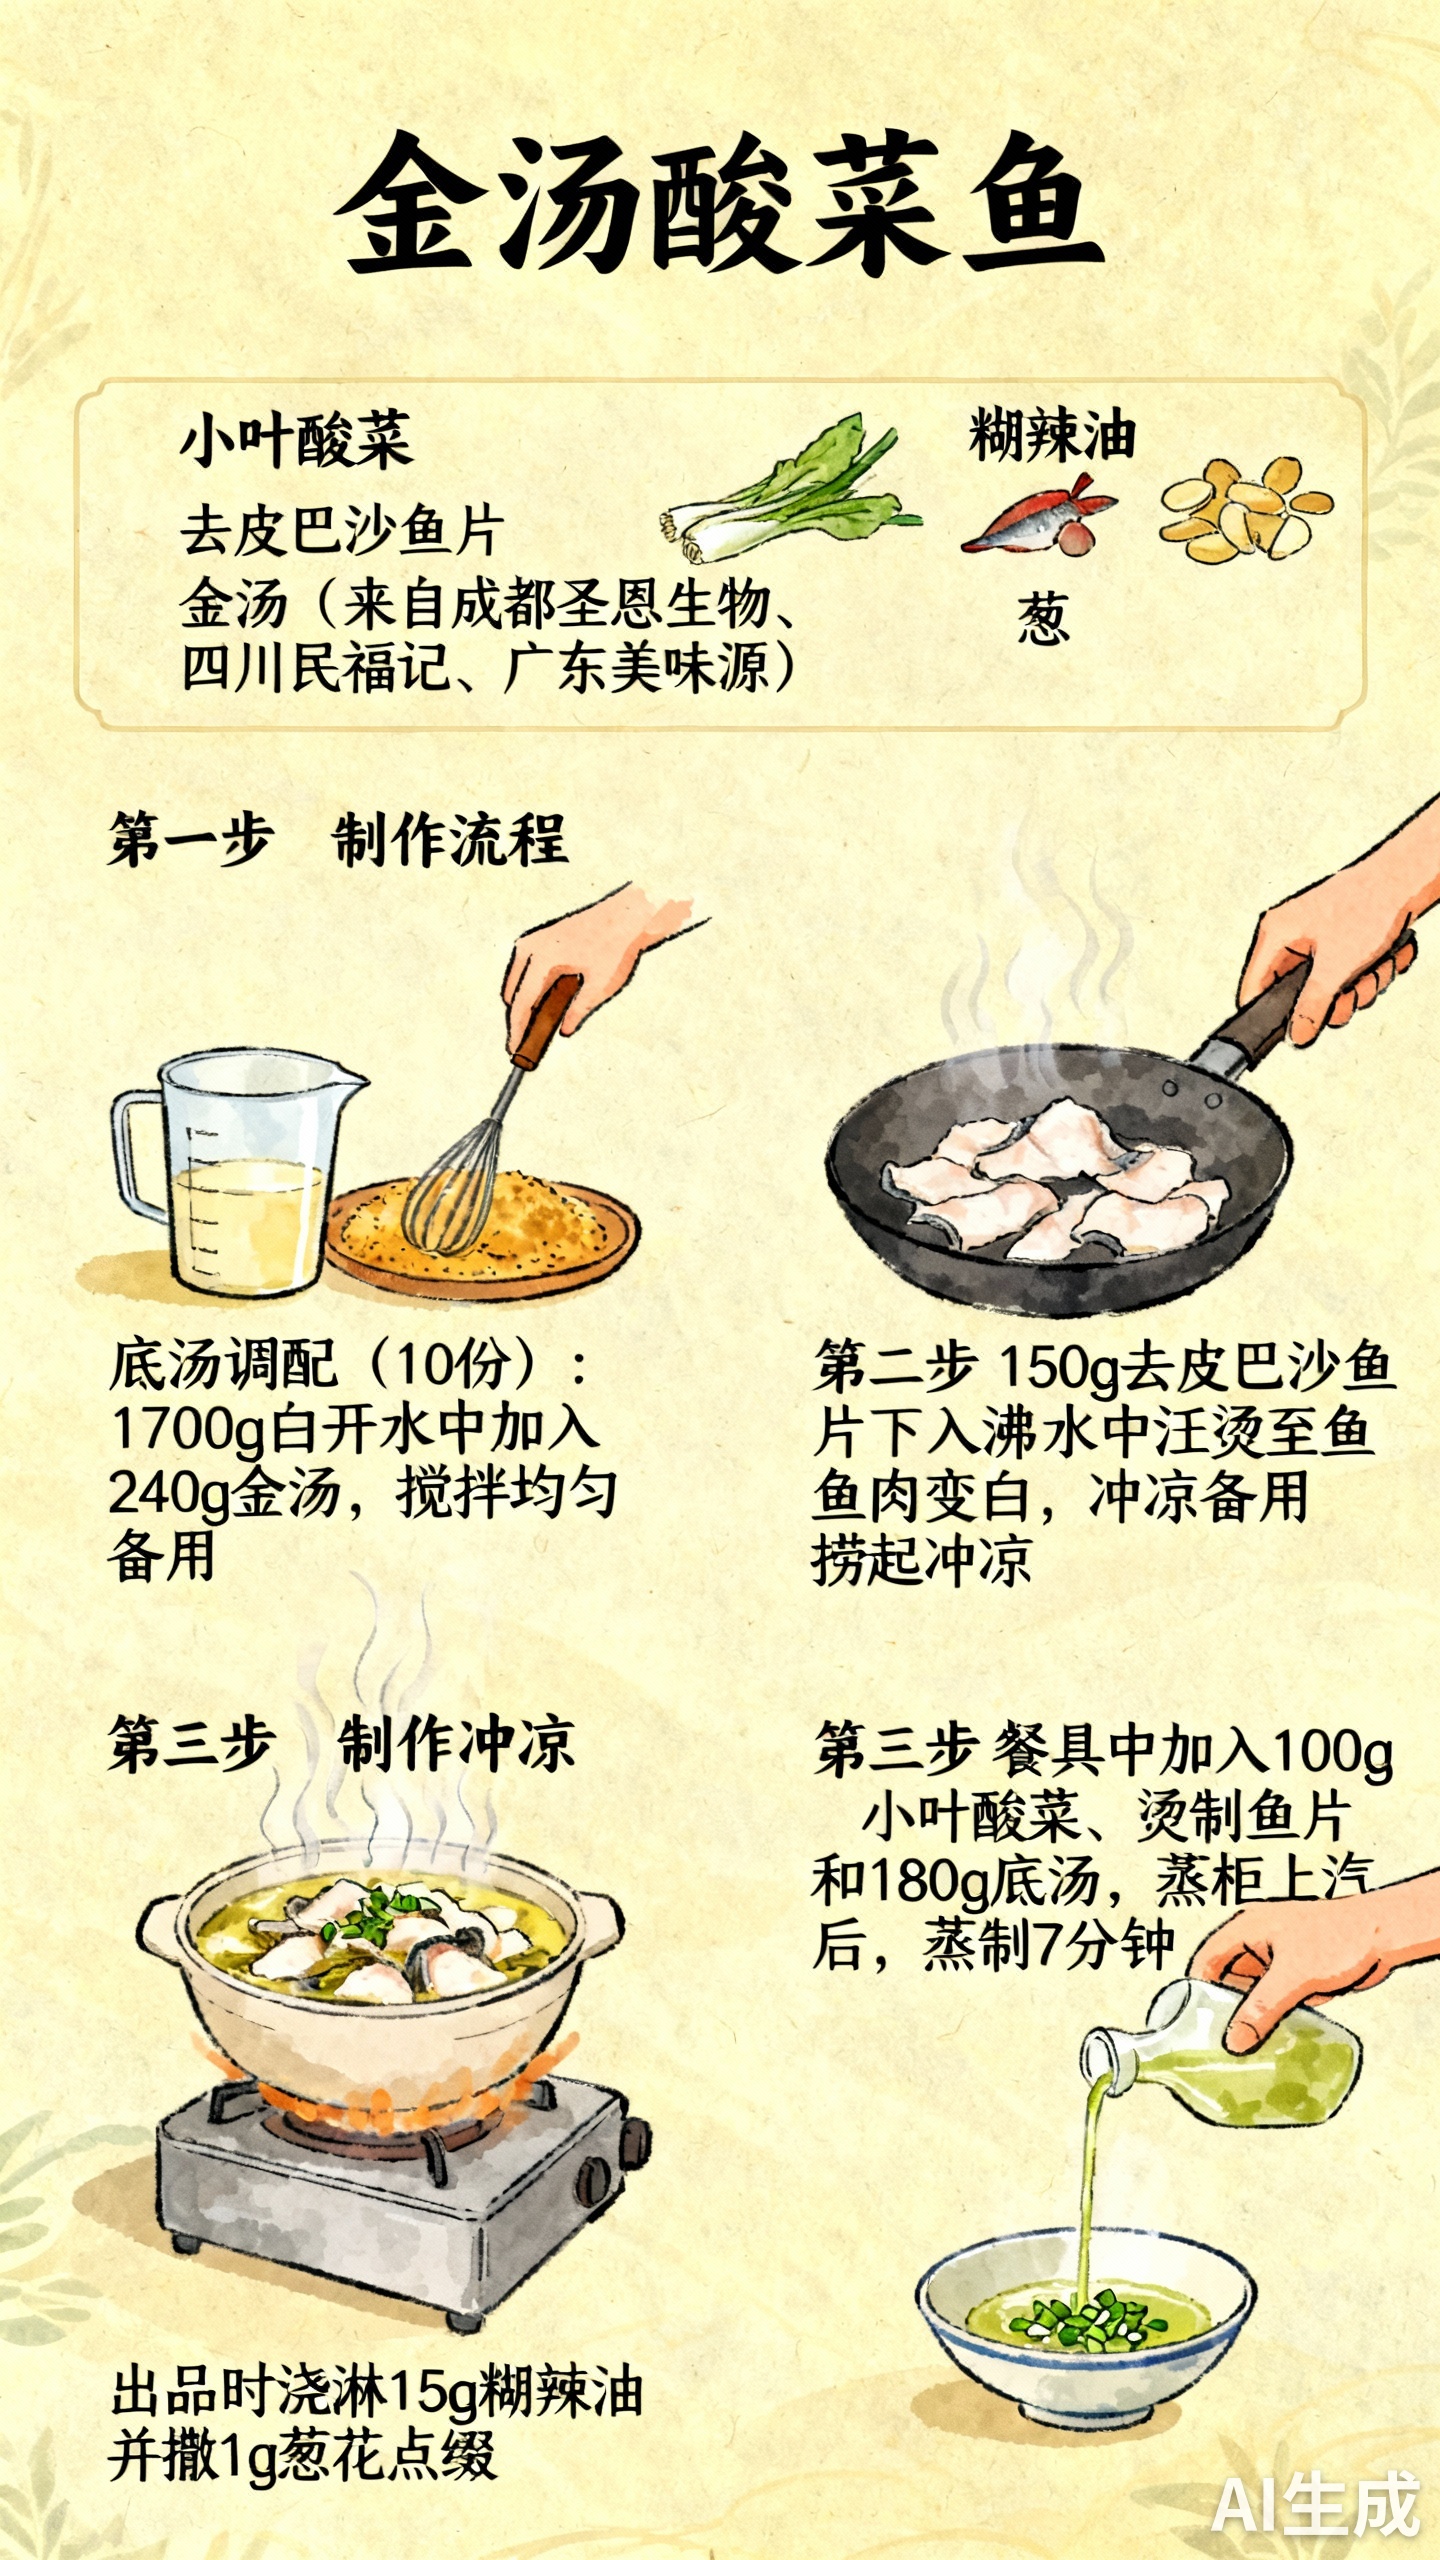 金汤酸菜鱼
小叶酸菜
去皮巴沙鱼片
金汤（来自成都圣恩生物、
四川民福记、广东美味源）
糊辣油
葱
第一步 制作流程
底汤调配（10份）：
1700g白开水中加入
240g金汤，搅拌均匀
备用
第二步 150g去皮巴沙鱼
片下入沸水中汪烫至鱼
鱼肉变白，冲凉备用
捞起冲凉
第三步 制作冲凉
出品时浇淋15g糊辣油
并撒1g葱花点缀
第三步 餐具中加入100g
小叶酸菜、烫制鱼片
和180g底汤，蒸柜上汽
后，蒸制7分钟
AI生成